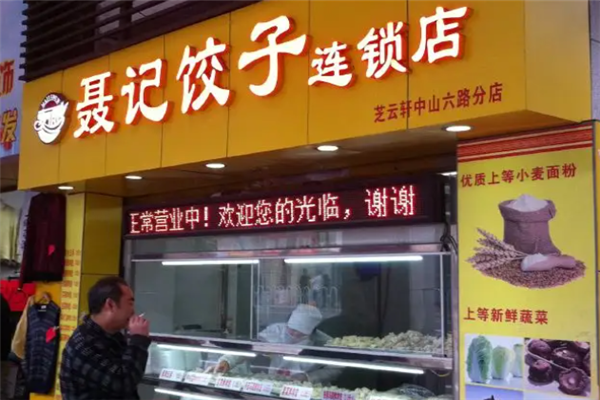 聂记饺子连锁店
芝云轩中山六路分店
正常营业中！欢迎您的光临，谢谢
优质上等小麦面粉
上等新鲜蔬菜
饰
发